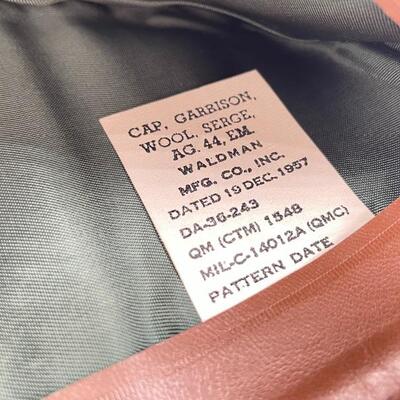 CAP, GARRISON,
WOOL, SERGE,
AG. 44, EM.
WALDMAN
MFG. CO., INC.
DATED 19 DEC. 1957
DA-36-243
QM (CTM) 1548
MIL-C-14012A (QMC)
PATTERN DATE